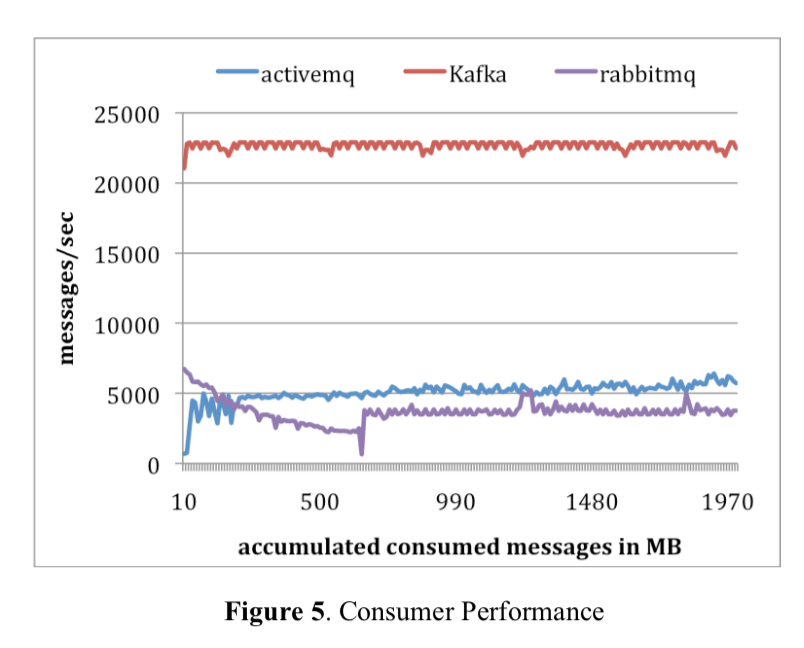 activemq Kafka rabbitmq
25000
20000
15000
10000
5000
0
messages/sec
10 500 990 1480 1970
accumulated consumed messages in MB
Figure 5. Consumer Performance